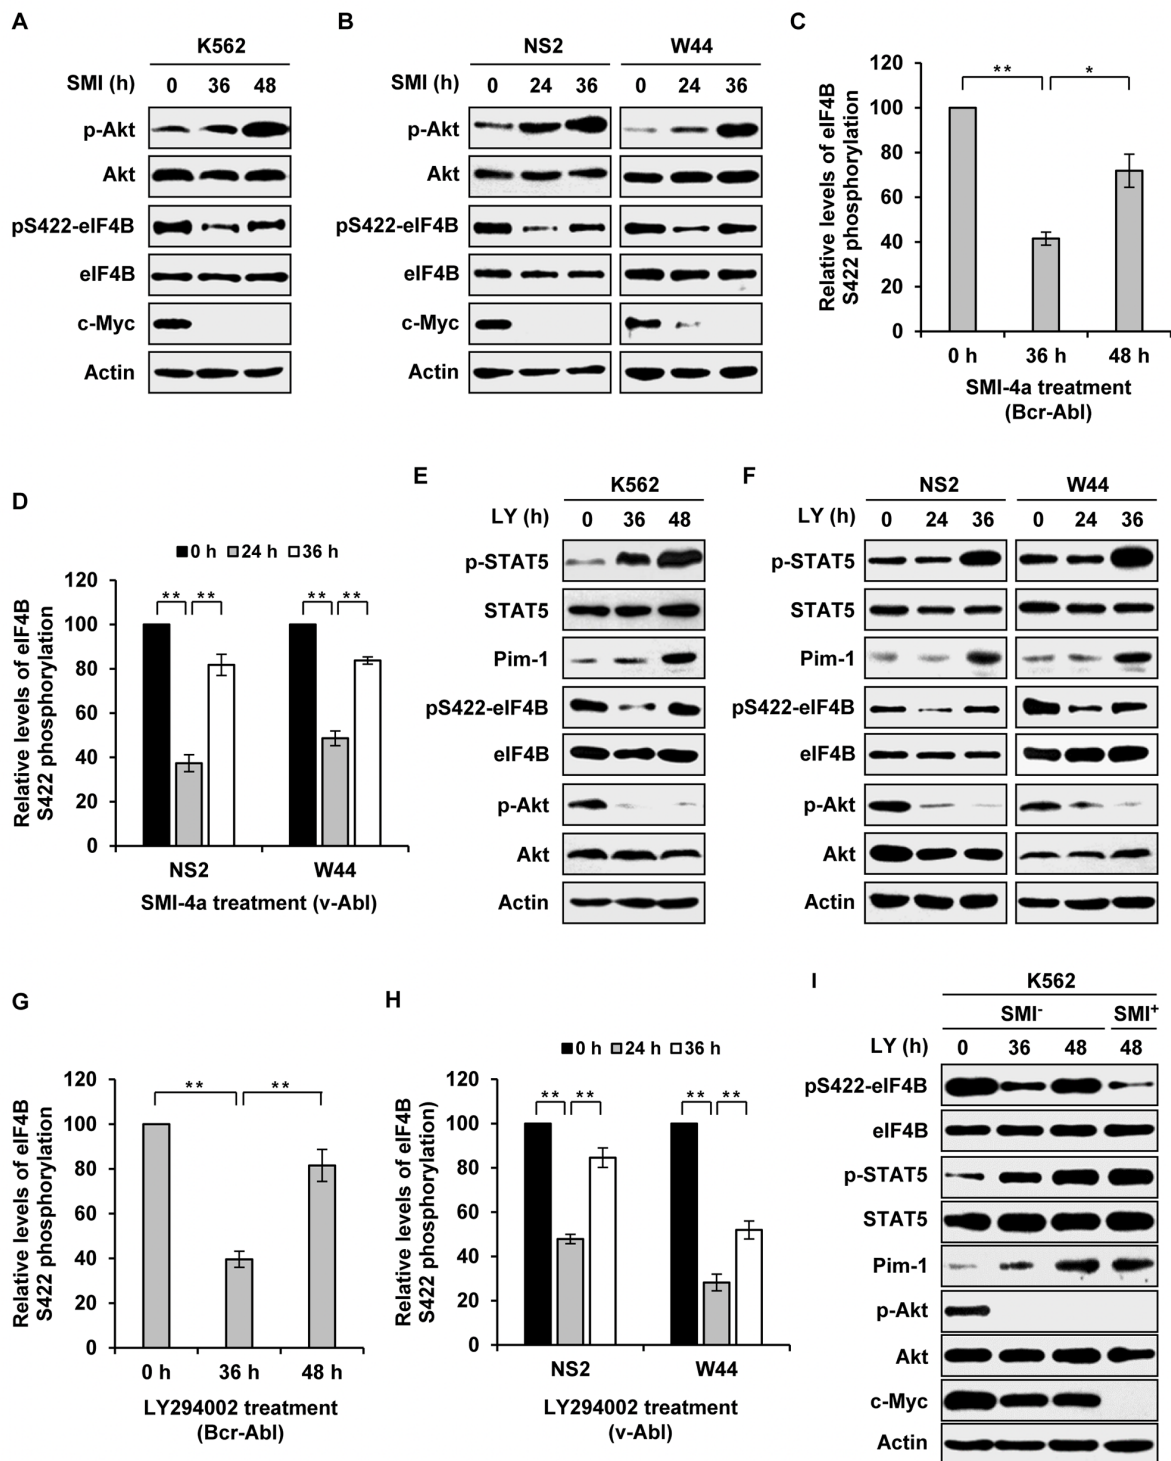 A
K562
SMI (h) 0 36 48
p-Akt
Akt
pS422-eIF4B
eIF4B
c-Myc
Actin
B
NS2 W44
SMI (h) 0 24 36 0 24 36
p-Akt
Akt
pS422-eIF4B
eIF4B
c-Myc
Actin
C
Relative levels of eIF4B
S422 phosphorylation
120
100
80
60
40
20
0
** *
0 h 36 h 48 h
SMI-4a treatment
(Bcr-Abl)
D
0 h 24 h 36 h
Relative levels of eIF4B
S422 phosphorylation
120
100
80
60
40
20
0
** ** ** **
NS2 W44
SMI-4a treatment (v-Abl)
E
K562
LY (h) 0 36 48
p-STAT5
STAT5
Pim-1
pS422-eIF4B
eIF4B
p-Akt
Akt
Actin
F
NS2 W44
LY (h) 0 24 36 0 24 36
p-STAT5
STAT5
Pim-1
pS422-eIF4B
eIF4B
p-Akt
Akt
Actin
G
Relative levels of eIF4B
S422 phosphorylation
120
100
80
60
40
20
0
** **
0 h 36 h 48 h
LY294002 treatment
(Bcr-Abl)
H
0 h 24 h 36 h
Relative levels of eIF4B
S422 phosphorylation)
120
100
80
60
40
20
0
** ** ** **
NS2 W44
LY294002 treatment
(v-Abl)
I
K562
SMI⁻ SMI⁺
LY (h) 0 36 48 48
pS422-eIF4B
eIF4B
p-STAT5
STAT5
Pim-1
p-Akt
Akt
c-Myc
Actin